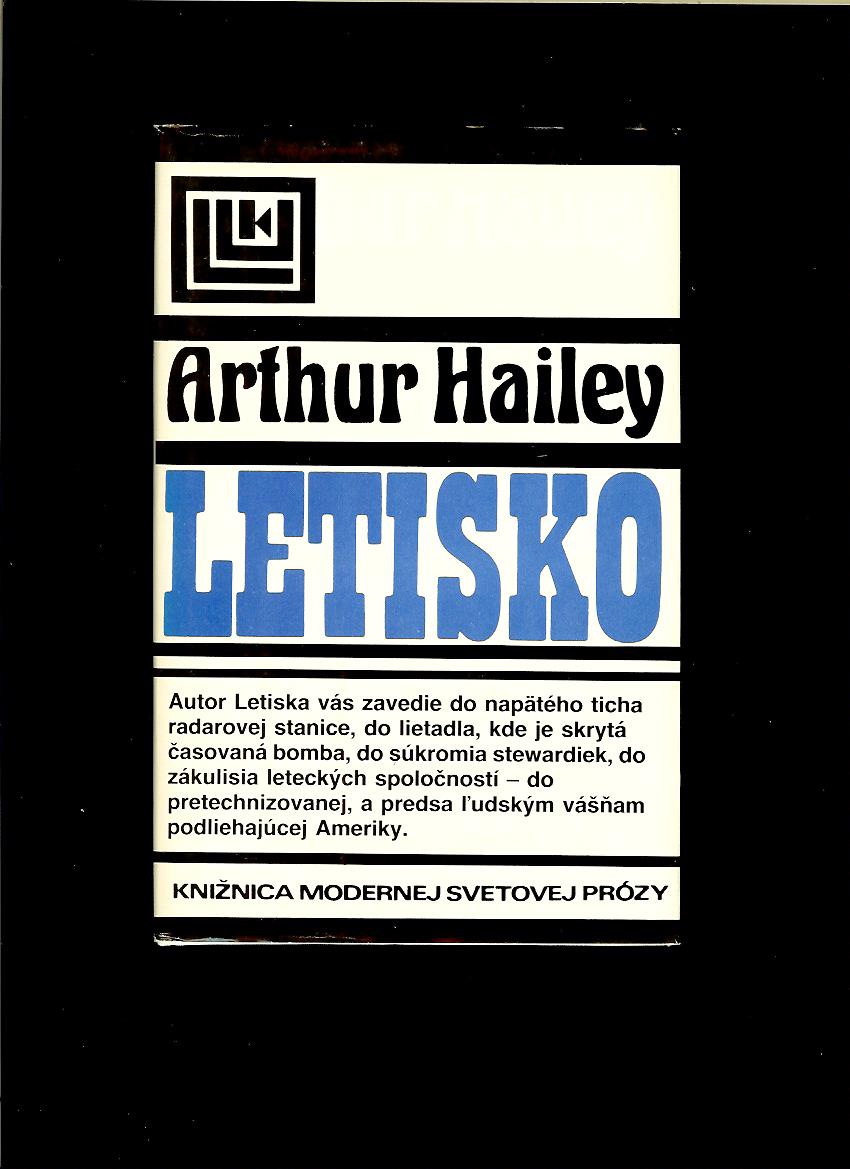 Arthur Hailey
LETISKO
Autor Letiska vás zavedie do napätého ticha
radarovej stanice, do lietadla, kde je skrytá
časovaná bomba, do súkromia stewardiek, do
zákulisia leteckých spoločností – do
pretechnizovanej, a predsa ľudským vášňam
podliehajúcej Ameriky.
KNIŽNICA MODERNEJ SVETOVEJ PRÓZY